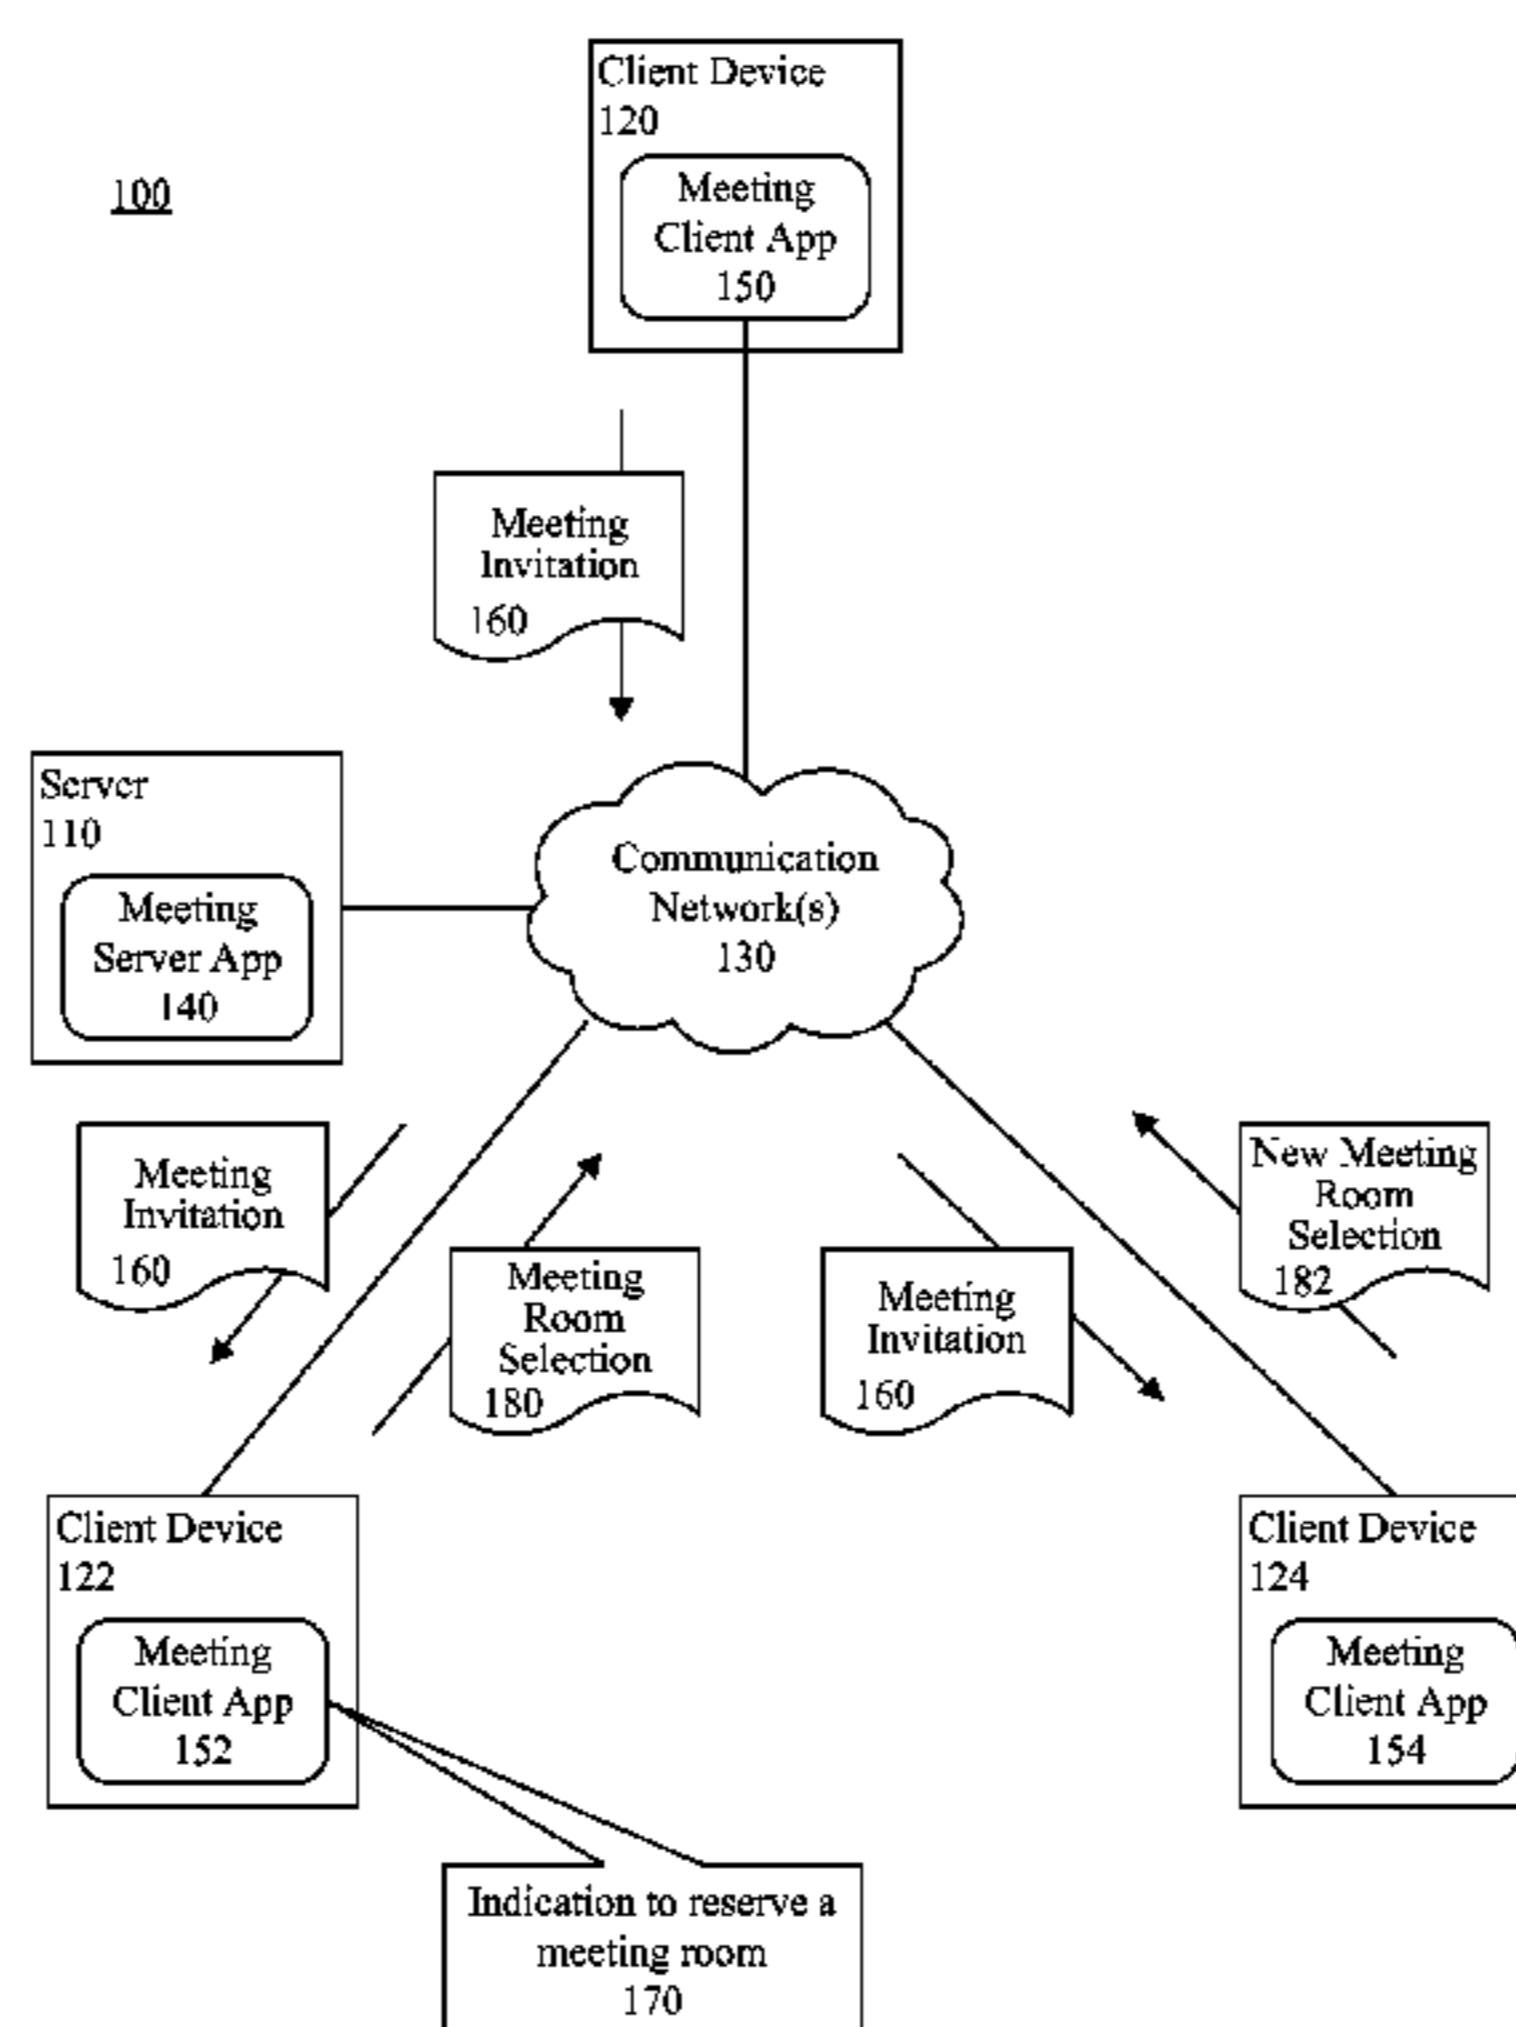 Client Device
120
Meeting
Client App
150
100
Meeting
Invitation
160
Server
110
Meeting
Server App
140
Communication
Network(s)
130
Meeting
Invitation
160
Meeting
Room
Selection
180
Meeting
Invitation
160
New Meeting
Room
Selection
182
Client Device
122
Meeting
Client App
152
Client Device
124
Meeting
Client App
154
Indication to reserve a
meeting room
170